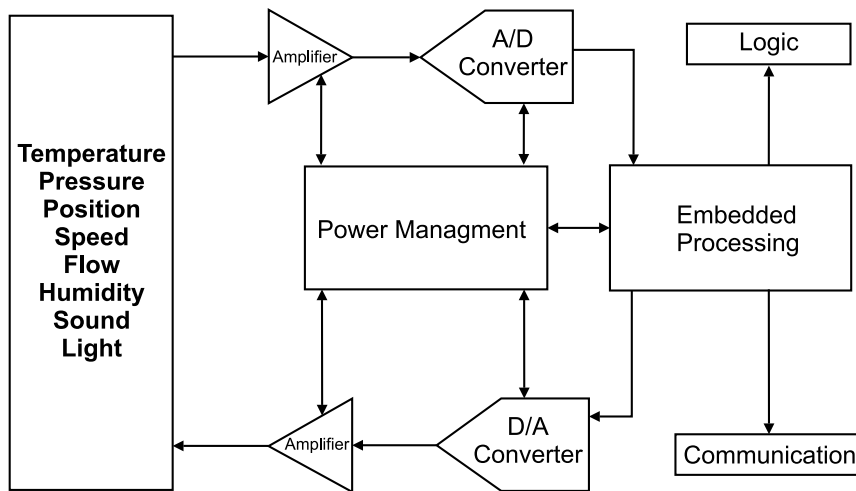 Temperature
Pressure
Position
Speed
Flow
Humidity
Sound
Light
Amplifier
A/D
Converter
Logic
Power Managment
Embedded
Processing
Amplifier
D/A
Converter
Communication